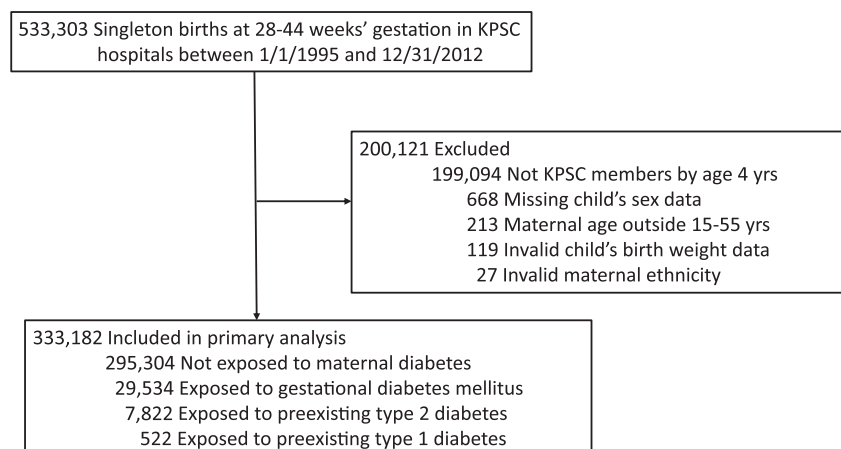 533,303 Singleton births at 28-44 weeks' gestation in KPSC
hospitals between 1/1/1995 and 12/31/2012
200,121 Excluded
199,094 Not KPSC members by age 4 yrs
668 Missing child's sex data
213 Maternal age outside 15-55 yrs
119 Invalid child's birth weight data
27 Invalid maternal ethnicity
333,182 Included in primary analysis
295,304 Not exposed to maternal diabetes
29,534 Exposed to gestational diabetes mellitus
7,822 Exposed to preexisting type 2 diabetes
522 Exposed to preexisting type 1 diabetes